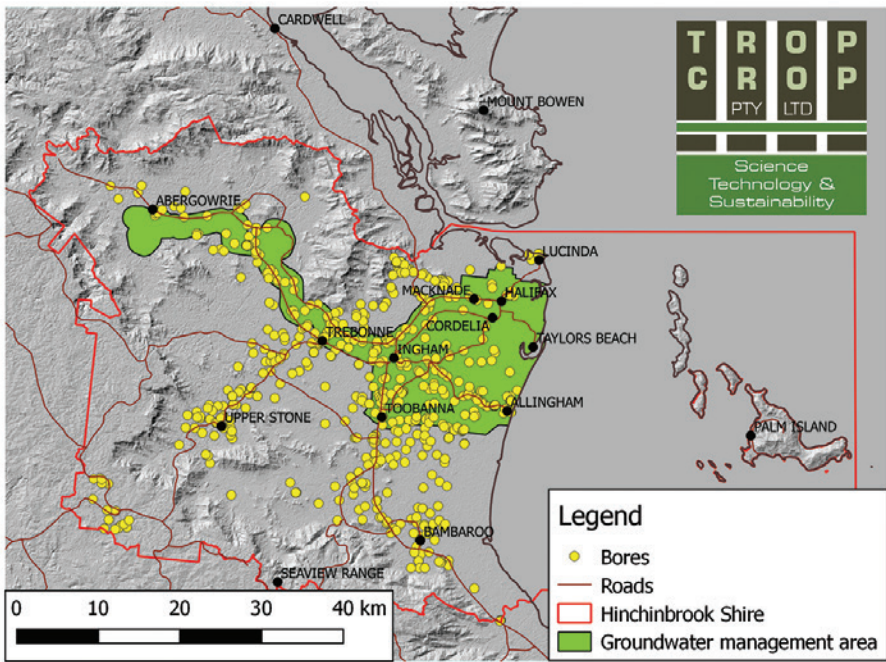 CARDWELL
TROP
CROP
PTY LTD
Science
Technology &
Sustainability
MOUNT BOWEN
ABERGOWRIE
LUCINDA
MACKNADE
HALIFAX
CORDELIA
TREBONNE
TAYLORS BEACH
INGHAM
ALLINGHAM
TOOBANNA
UPPER STONE
PALM ISLAND
BAMBAROO
SEAVIEW RANGE
Legend
Bores
Roads
Hinchinbrook Shire
Groundwater management area
0 10 20 30 40 km